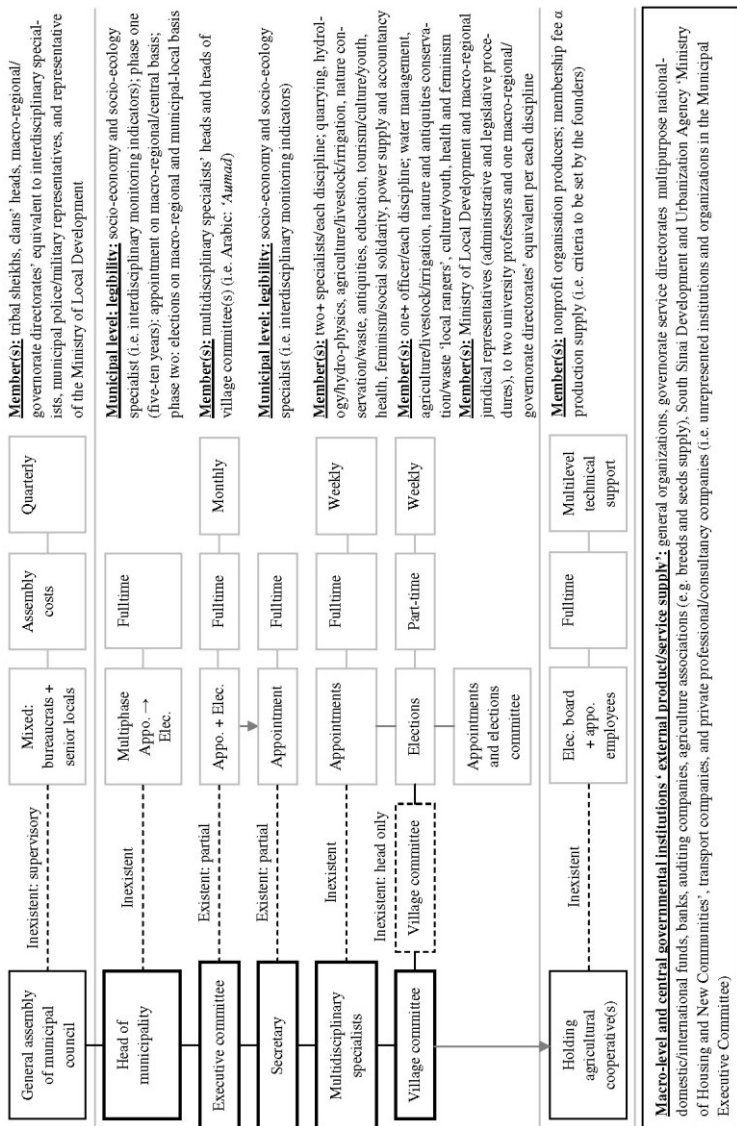 General assembly
of municipal
council
Inexistent: supervisory
Mixed:
bureaucrats +
senior locals
Assembly
costs
Quarterly
Member(s): tribal sheikhs, clans' heads, macro-regional/
governorate directorates' equivalent to interdisciplinary special-
ists, municipal police/military representatives, and representative
of the Ministry of Local Development
Head of
municipality
Inexistent
Multiphase
Appo. →
Elec.
Fulltime
Municipal level; legibility: socio-economy and socio-ecology
specialist (i.e. interdisciplinary monitoring indicators); phase one
(five-ten years): appointment on macro-regional/central basis;
phase two: elections on macro-regional and municipal-local basis
Executive committee
Existent: partial
Appo. + Elec.
Fulltime
Monthly
Member(s): multidisciplinary specialists' heads and heads of
village committee(s) (i.e. Arabic: 'Aumad)
Secretary
Existent: partial
Appointment
Fulltime
Municipal level; legibility: socio-economy and socio-ecology
specialist (i.e. interdisciplinary monitoring indicators)
Multidisciplinary
specialists
Inexistent
Appointments
Fulltime
Weekly
Member(s): two+ specialists/each discipline; quarrying, hydrol-
ogy/hydro-physics, agriculture/livestock/irrigation, nature con-
servation/waste, antiquities, education, tourism/culture/youth,
health, feminism/social solidarity, power supply and accountancy
Village committee
Inexistent: head only
Village committee
Elections
Part-time
Weekly
Member(s): one+ officer/each discipline; water management,
agriculture/livestock/irrigation, nature and antiquities conserva-
tion/waste 'local rangers', culture/youth, health and feminism
Appointments
and elections
committee
Member(s): Ministry of Local Development and macro-regional
juridical representatives (administrative and legislative proce-
dures), to two university professors and one macro-regional/
governorate directorates' equivalent per each discipline
Holding
agricultural
cooperative(s)
Inexistent
Elec. board
+ appo.
employees
Fulltime
Multilevel
technical
support
Member(s): nonprofit organisation producers; membership fee α
production supply (i.e. criteria to be set by the founders)
Macro-level and central governmental institutions ' external product/service supply': general organizations, governorate service directorates multipurpose national-
domestic/international funds, banks, auditing companies, agriculture associations (e.g. breeds and seeds supply), South Sinai Development and Urbanization Agency 'Ministry
of Housing and New Communities', transport companies, and private professional/consultancy companies (i.e. unrepresented institutions and organizations in the Municipal
Executive Committee)